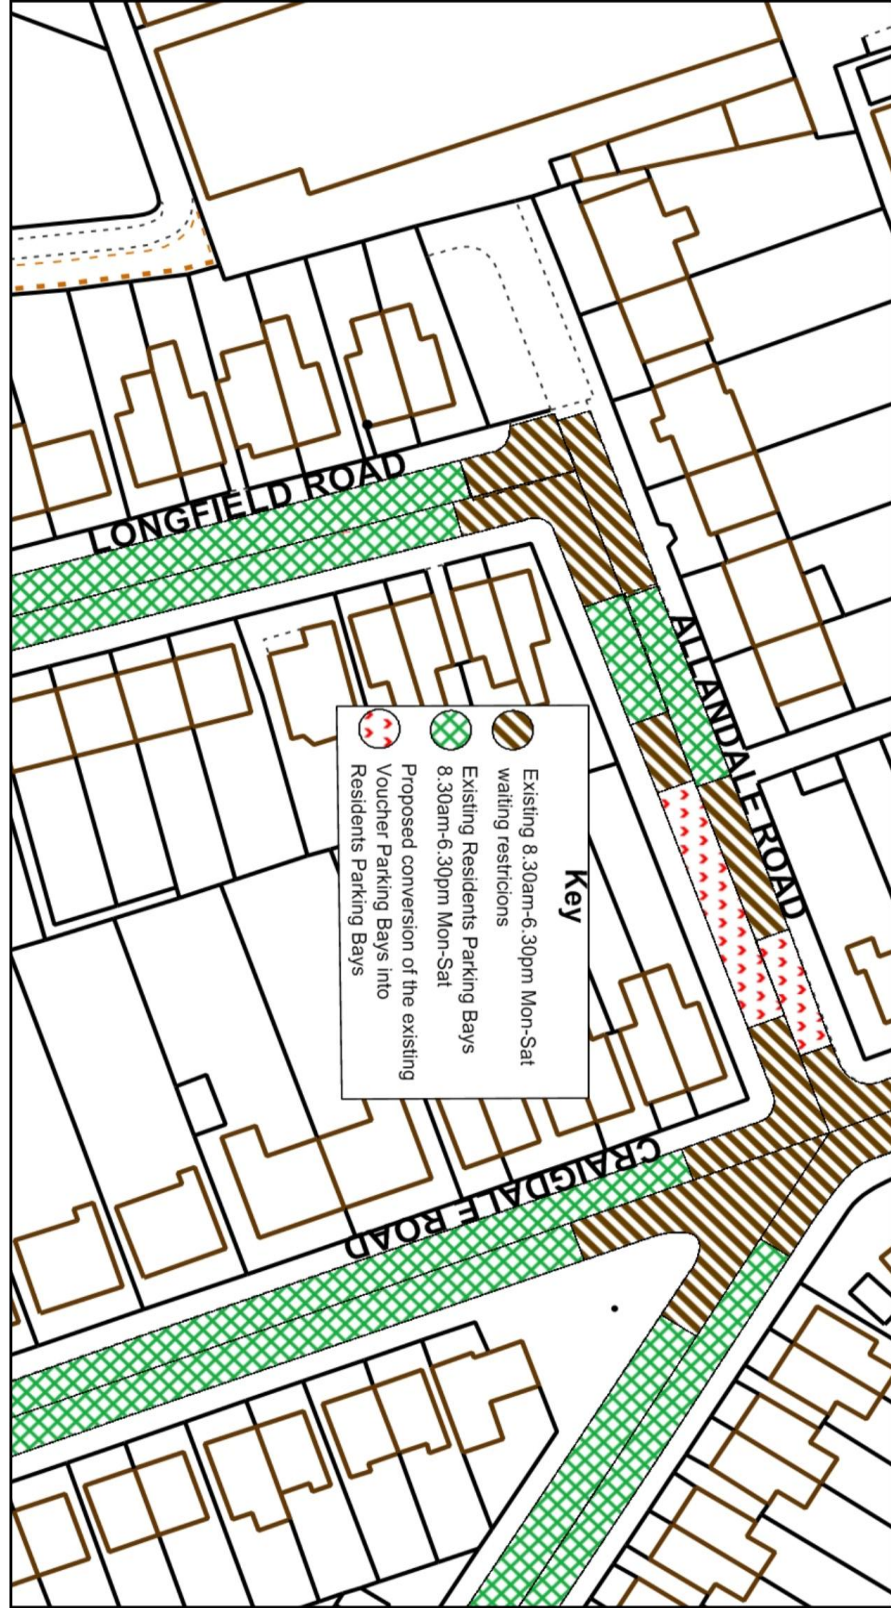 LONGFIELD ROAD
ALLANDALE ROAD
CRAIGDALE ROAD
Key
Existing 8.30am-6.30pm Mon-Sat
waiting restricions
Existing Residents Parking Bays
8.30am-6.30pm Mon-Sat
Proposed conversion of the existing
Voucher Parking Bays into
Residents Parking Bays